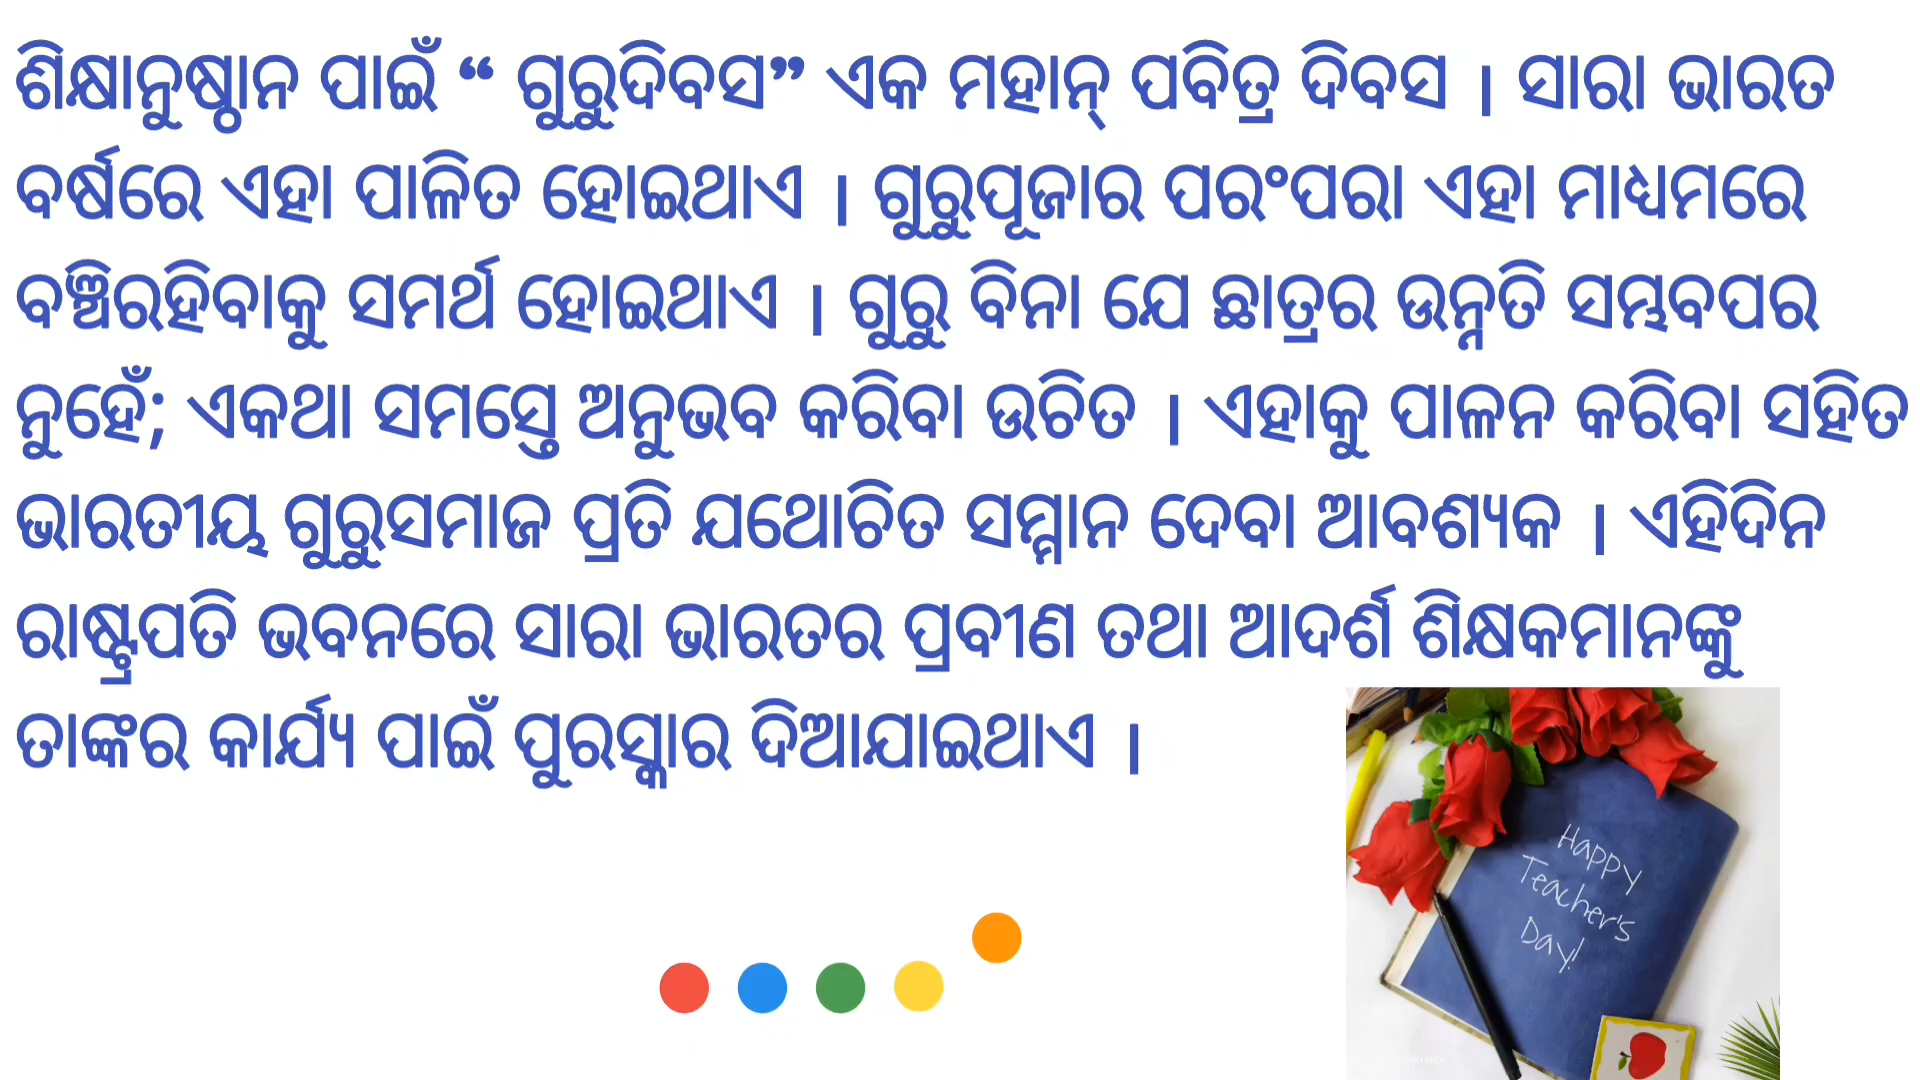 ଶିକ୍ଷାନୁଷ୍ଠାନ ପାଇଁ “ ଗୁରୁଦିବସ” ଏକ ମହାନ୍ ପବିତ୍ର ଦିବସ । ସାରା ଭାରତ
ବର୍ଷରେ ଏହା ପାଳିତ ହୋଇଥାଏ । ଗୁରୁପୂଜାର ପରଂପରା ଏହା ମାଧ୍ୟମରେ
ବଞ୍ଚିରହିବାକୁ ସମର୍ଥ ହୋଇଥାଏ । ଗୁରୁ ବିନା ଯେ ଛାତ୍ରର ଉନ୍ନତି ସମ୍ଭବପର
ନୁହେଁ; ଏକଥା ସମସ୍ତେ ଅନୁଭବ କରିବା ଉଚିତ । ଏହାକୁ ପାଳନ କରିବା ସହିତ
ଭାରତୀୟ ଗୁରୁସମାଜ ପ୍ରତି ଯଥୋଚିତ ସମ୍ମାନ ଦେବା ଆବଶ୍ୟକ । ଏହିଦିନ
ରାଷ୍ଟ୍ରପତି ଭବନରେ ସାରା ଭାରତର ପ୍ରବୀଣ ତଥା ଆଦର୍ଶ ଶିକ୍ଷକମାନଙ୍କୁ
ତାଙ୍କର କାର୍ଯ୍ୟ ପାଇଁ ପୁରସ୍କାର ଦିଆଯାଇଥାଏ ।
Happy
Teacher's
Day!